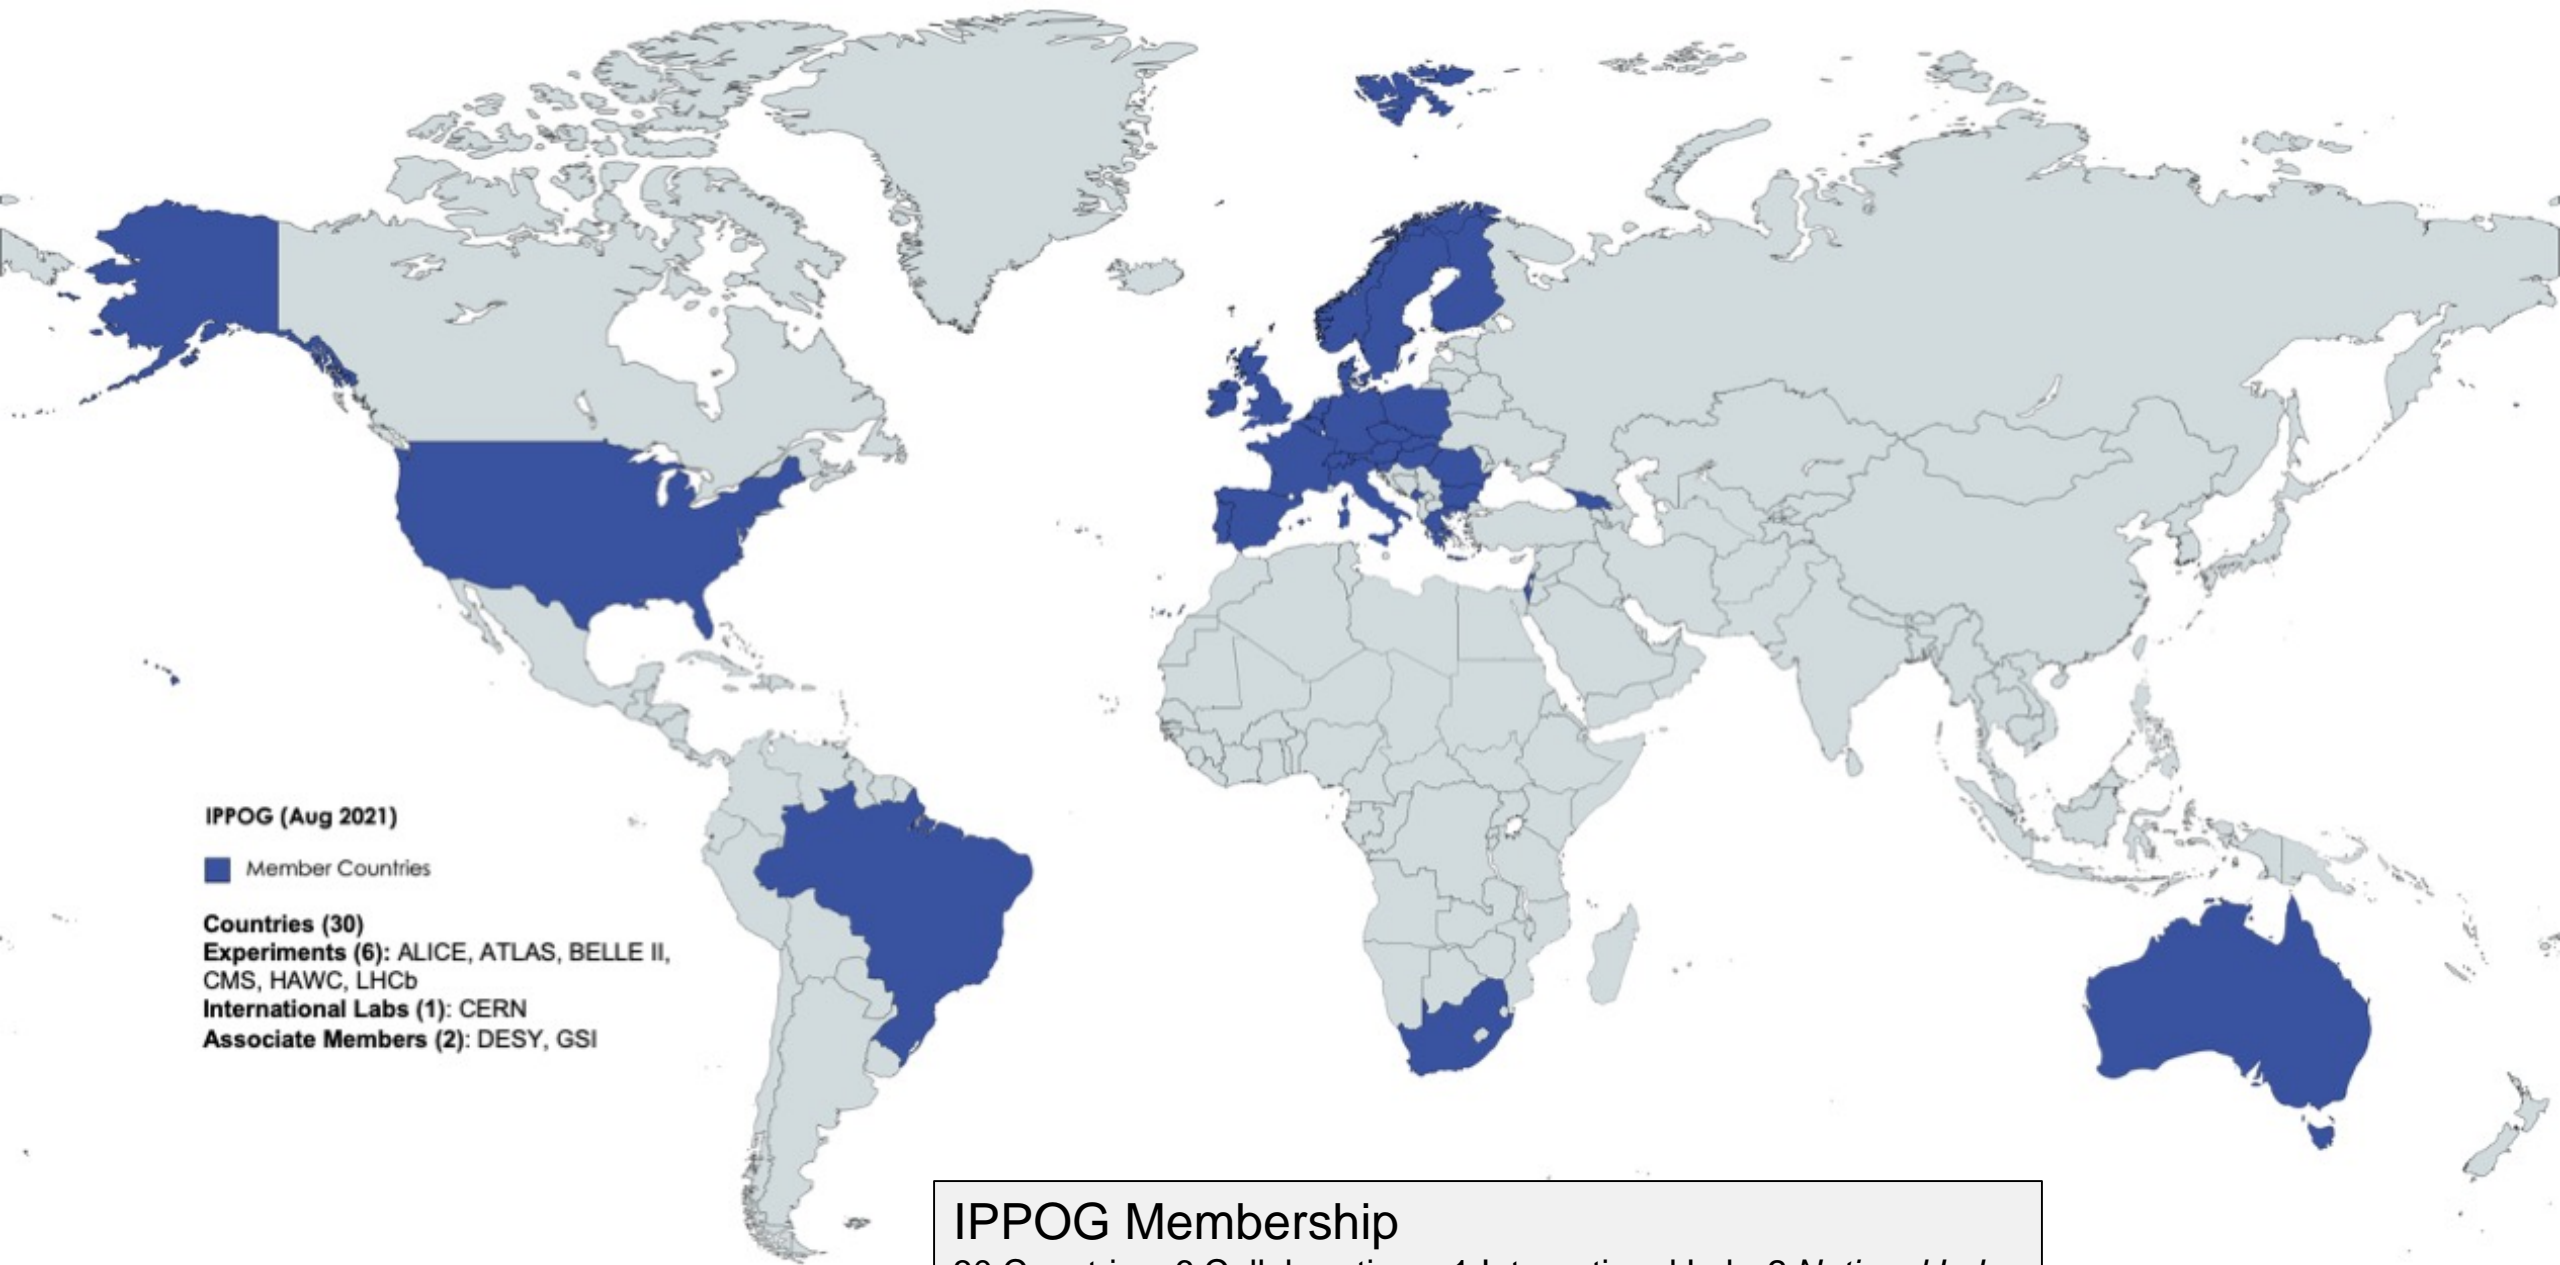 IPPOG (Aug 2021)
Member Countries
Countries (30)
Experiments (6): ALICE, ATLAS, BELLE II,
CMS, HAWC, LHCb
International Labs (1): CERN
Associate Members (2): DESY, GSI
IPPOG Membership